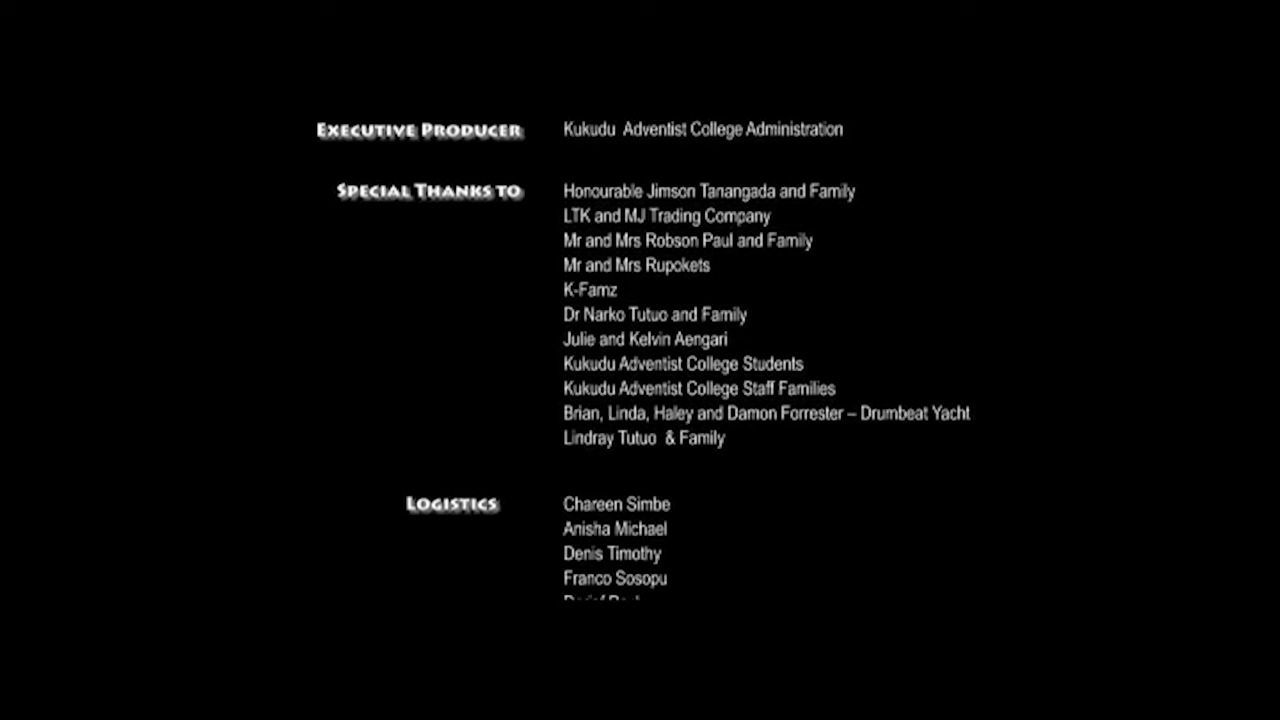 EXECUTIVE PRODUCER Kukudu Adventist College Administration
SPECIAL THANKS TO Honourable Jimson Tanangada and Family
LTK and MJ Trading Company
Mr and Mrs Robson Paul and Family
Mr and Mrs Rupokets
K-Famz
Dr Narko Tutuo and Family
Julie and Kelvin Aengari
Kukudu Adventist College Students
Kukudu Adventist College Staff Families
Brian, Linda, Haley and Damon Forrester – Drumbeat Yacht
Lindray Tutuo & Family
LOGISTICS Chareen Simbe
Anisha Michael
Denis Timothy
Franco Sosopu